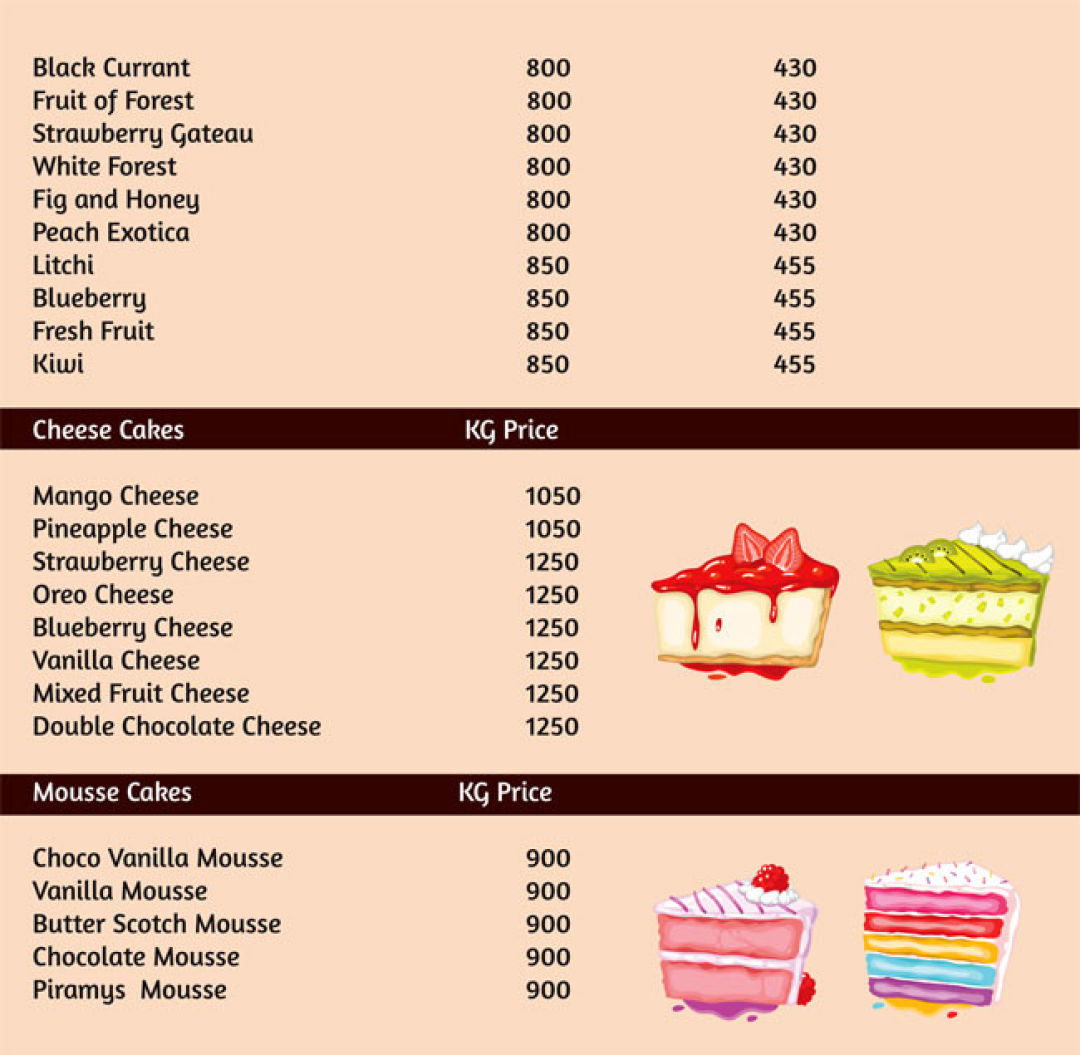 Black Currant 800 430
Fruit of Forest 800 430
Strawberry Gateau 800 430
White Forest 800 430
Fig and Honey 800 430
Peach Exotica 800 430
Litchi 850 455
Blueberry 850 455
Fresh Fruit 850 455
Kiwi 850 455
Cheese Cakes KG Price
Mango Cheese 1050
Pineapple Cheese 1050
Strawberry Cheese 1250
Oreo Cheese 1250
Blueberry Cheese 1250
Vanilla Cheese 1250
Mixed Fruit Cheese 1250
Double Chocolate Cheese 1250
Mousse Cakes KG Price
Choco Vanilla Mousse 900
Vanilla Mousse 900
Butter Scotch Mousse 900
Chocolate Mousse 900
Piramys Mousse 900